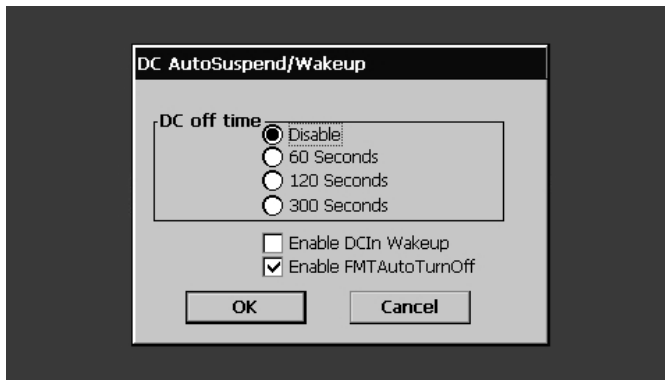 DC AutoSuspend/Wakeup
DC off time
Disable
60 Seconds
120 Seconds
300 Seconds
Enable DCIn Wakeup
Enable FMTAutoTurnOff
OK Cancel